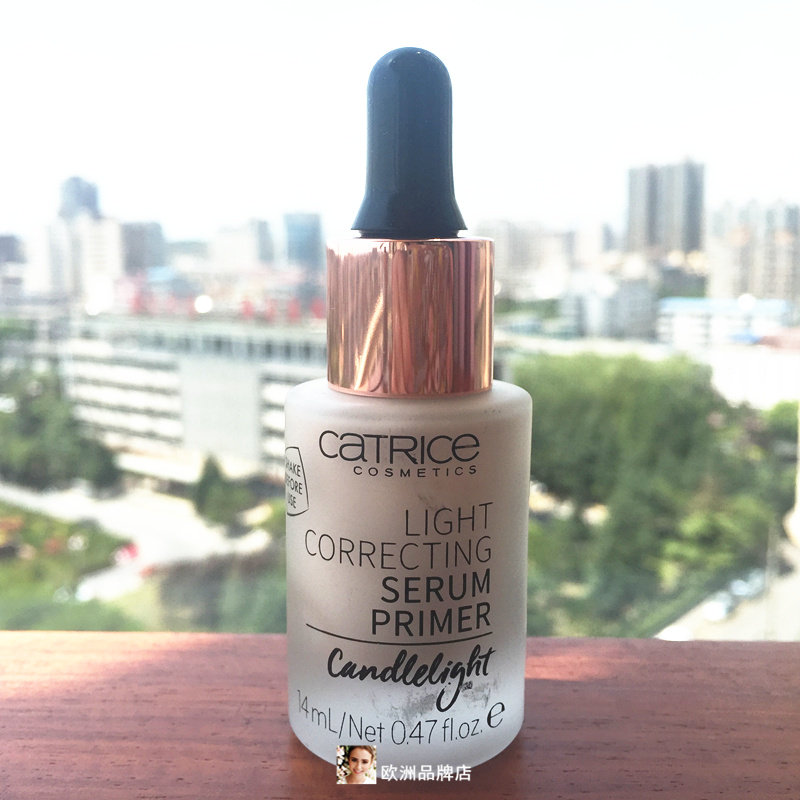 CATRICE
COSMETICS
SHAKE
BEFORE
USE
LIGHT
CORRECTING
SERUM
PRIMER
Candlelight
14mL/Net 0.47 fl.oz. e
欧洲品牌店